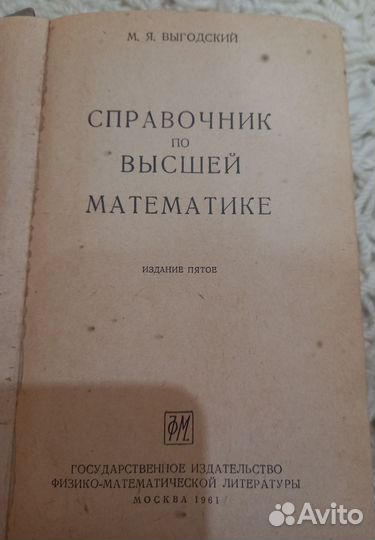 М. Я. ВЫГОДСКИЙ
СПРАВОЧНИК
ПО
ВЫСШЕЙ
МАТЕМАТИКЕ
ИЗДАНИЕ ПЯТОЕ
ФМ
ГОСУДАРСТВЕННОЕ ИЗДАТЕЛЬСТВО
ФИЗИКО-МАТЕМАТИЧЕСКОЙ ЛИТЕРАТУРЫ
МОСКВА 1961
Avito